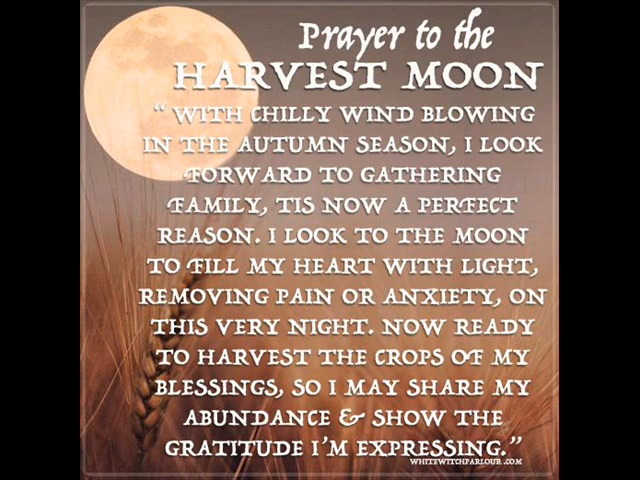 Prayer to the
HARVEST MOON
“ WITH CHILLY WIND BLOWING
IN THE AUTUMN SEASON, I LOOK
FORWARD TO GATHERING
FAMILY, TIS NOW A PERFECT
REASON. I LOOK TO THE MOON
TO FILL MY HEART WITH LIGHT,
REMOVING PAIN OR ANXIETY, ON
THIS VERY NIGHT. NOW READY
TO HARVEST THE CROPS OF MY
BLESSINGS, SO I MAY SHARE MY
ABUNDANCE & SHOW THE
GRATITUDE I'M EXPRESSING.”
WHITEWITCHPARLOUR .COM